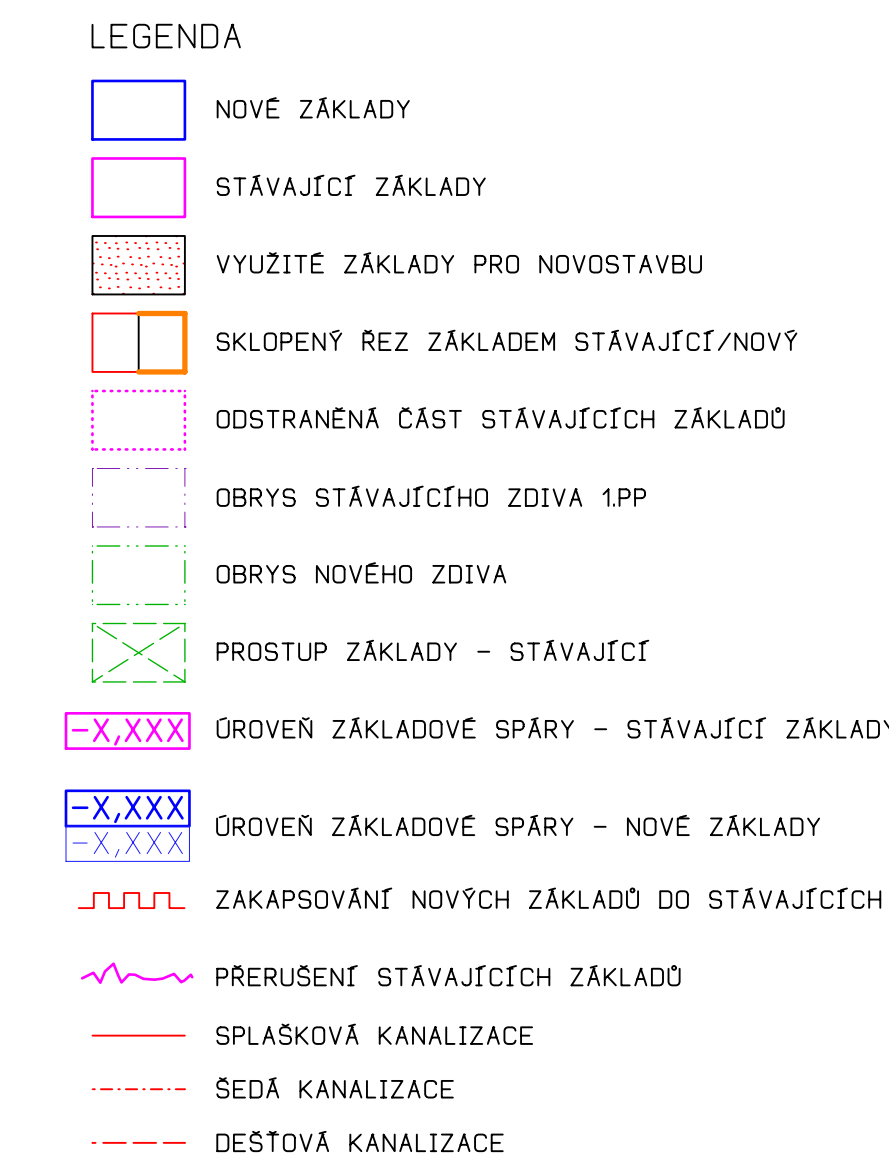 LEGENDA
NOVÉ ZÁKLADY
STÁVAJÍCÍ ZÁKLADY
VYUŽITÉ ZÁKLADY PRO NOVOSTAVBU
SKLOPENÝ ŘEZ ZÁKLADEM STÁVAJÍCÍ/NOVÝ
ODSTRANĚNÁ ČÁST STÁVAJÍCÍCH ZÁKLADŮ
OBRYS STÁVAJÍCÍHO ZDIVA 1.PP
OBRYS NOVÉHO ZDIVA
PROSTUP ZÁKLADY - STÁVAJÍCÍ
-X,XXX ÚROVEŇ ZÁKLADOVÉ SPÁRY - STÁVAJÍCÍ ZÁKLADY
-X,XXX
ÚROVEŇ ZÁKLADOVÉ SPÁRY - NOVÉ ZÁKLADY
-X,XXX
ZAKAPSOVÁNÍ NOVÝCH ZÁKLADŮ DO STÁVAJÍCÍCH
PŘERUŠENÍ STÁVAJÍCÍCH ZÁKLADŮ
SPLAŠKOVÁ KANALIZACE
ŠEDÁ KANALIZACE
DEŠŤOVÁ KANALIZACE